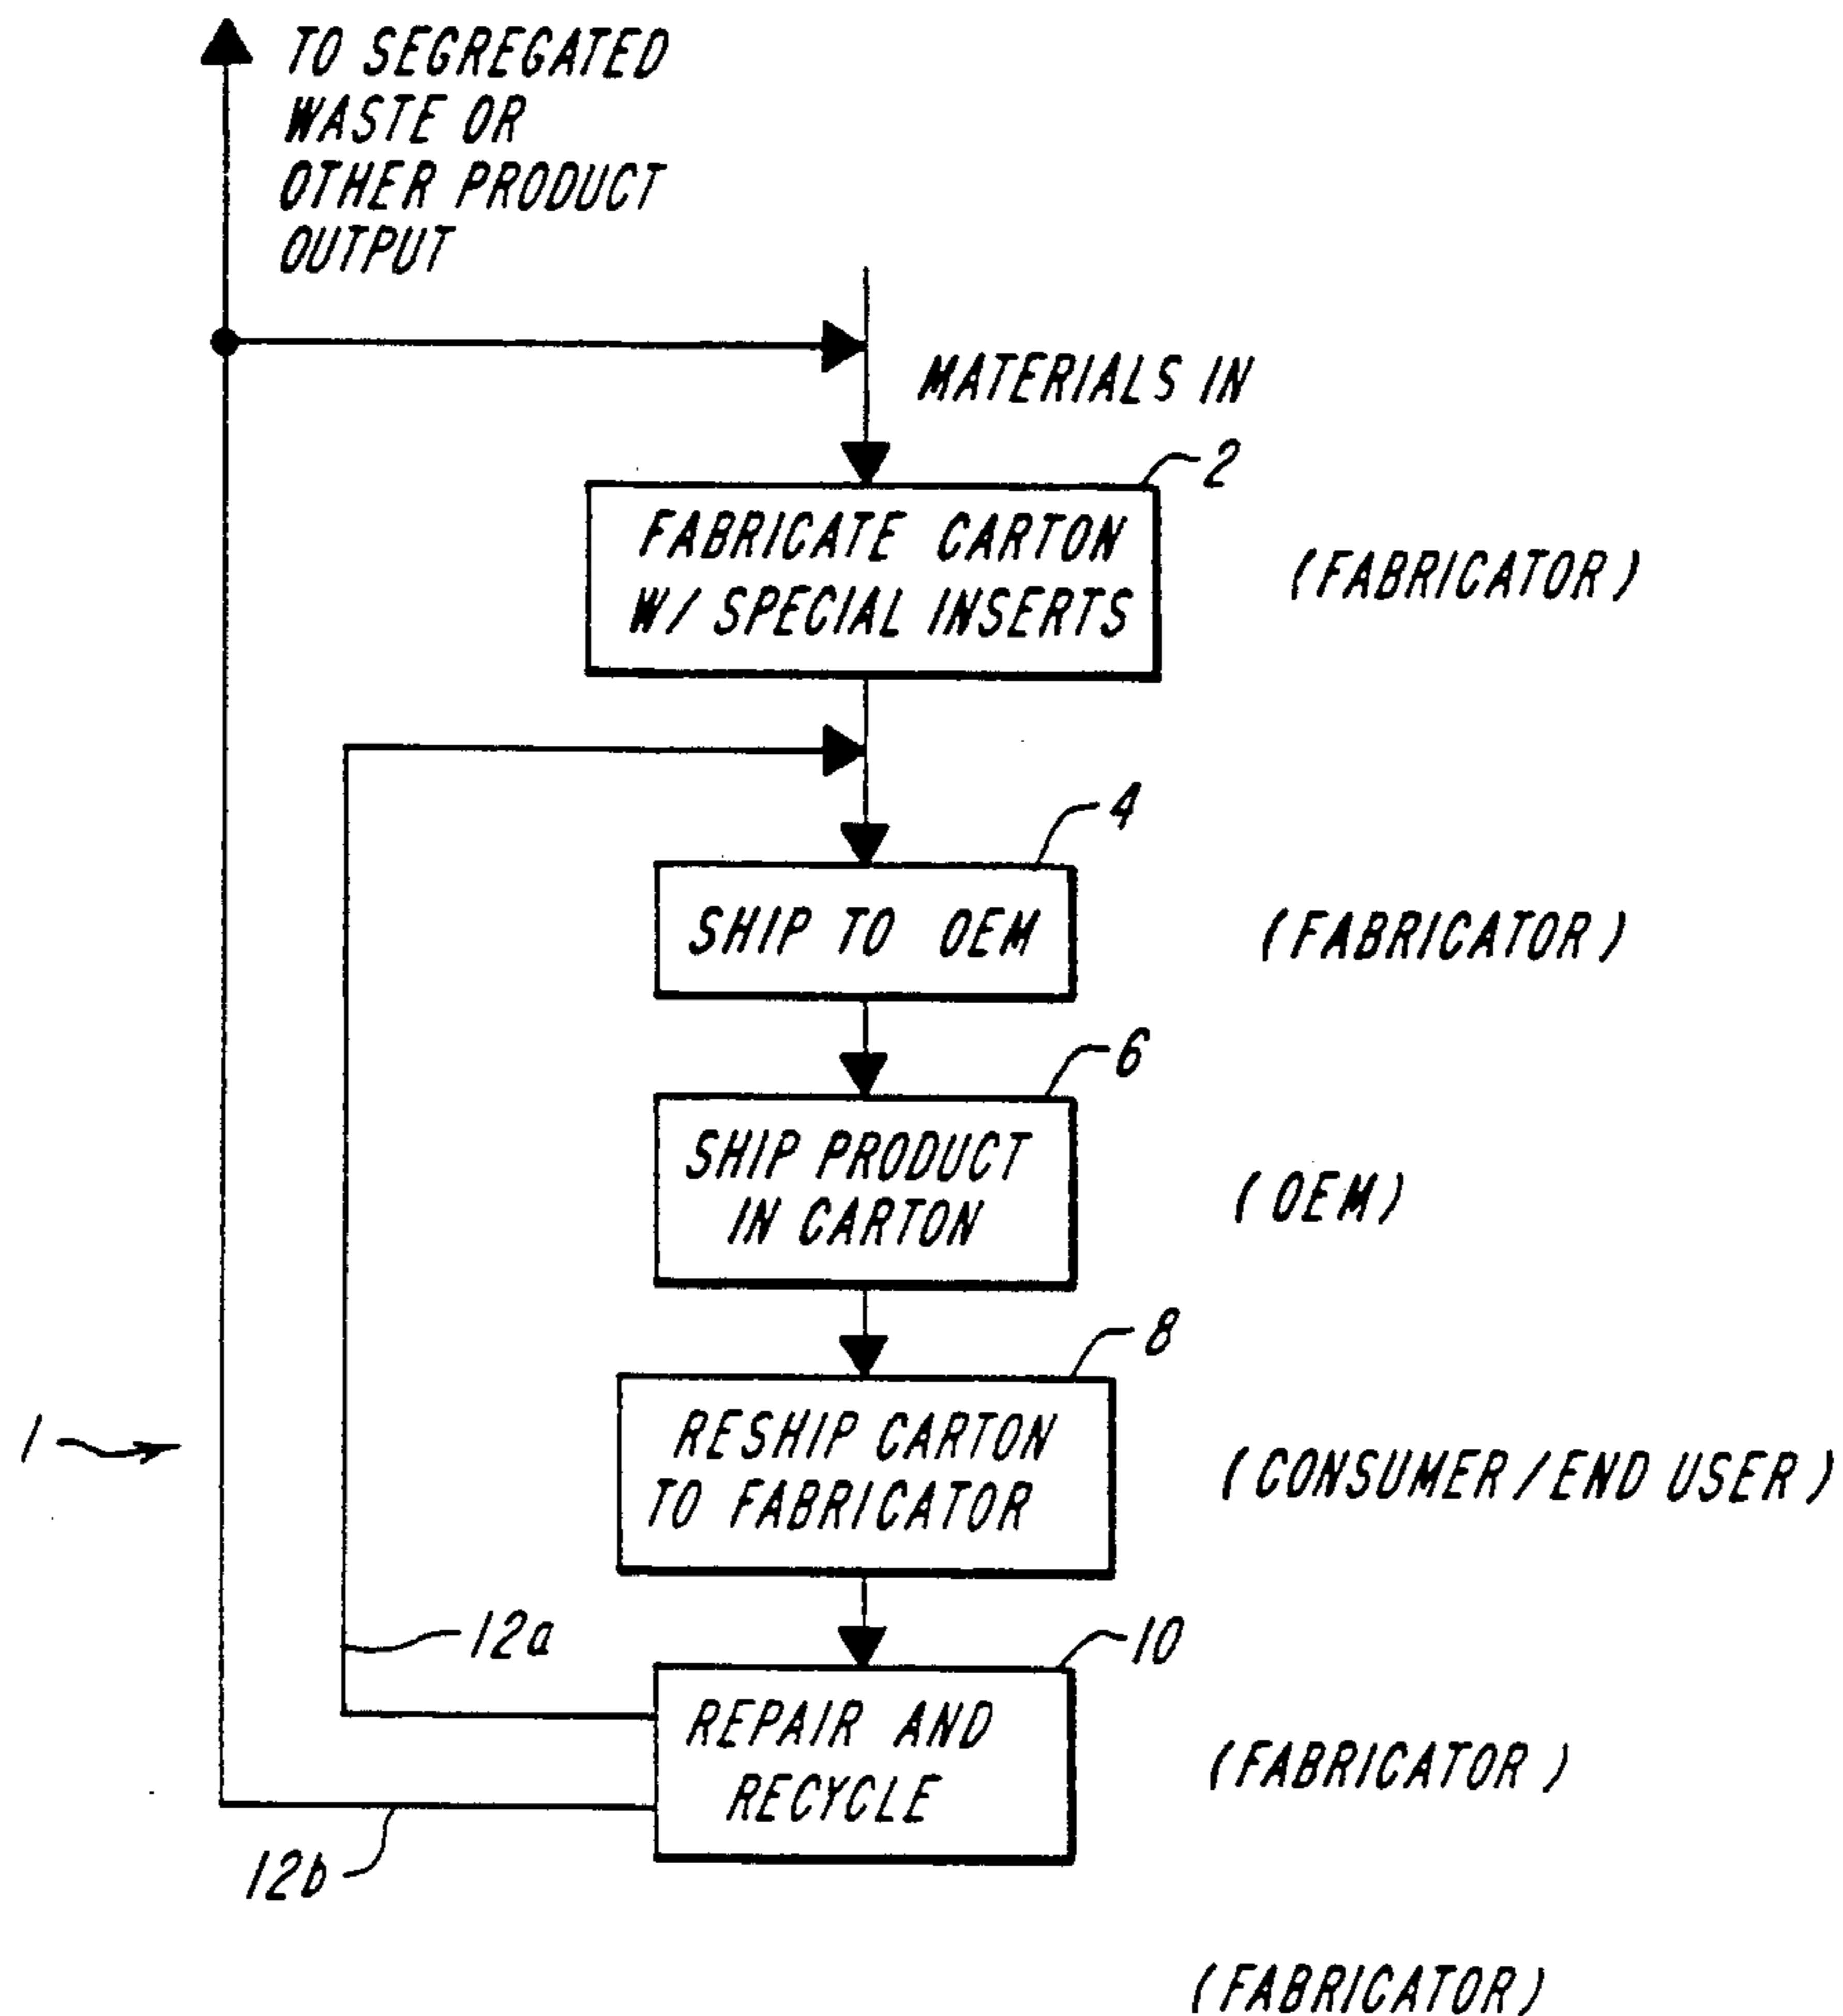 TO SEGREGATED
WASTE OR
OTHER PRODUCT
OUTPUT
MATERIALS IN
2
FABRICATE CARTON
W/ SPECIAL INSERTS
(FABRICATOR)
4
SHIP TO OEM
(FABRICATOR)
6
SHIP PRODUCT
IN CARTON
(OEM)
8
RESHIP CARTON
TO FABRICATOR
(CONSUMER/END USER)
1
12a
10
REPAIR AND
RECYCLE
(FABRICATOR)
12b
(FABRICATOR)